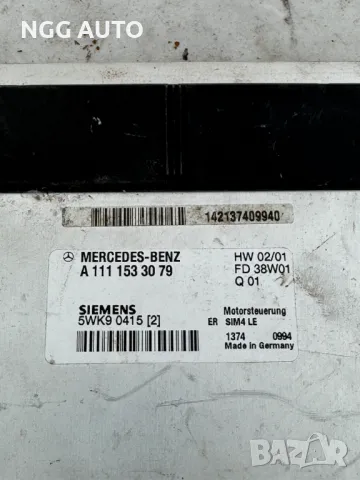 NGG AUTO
142137409940
MERCEDES-BENZ
A 111 153 30 79
HW 02/01
FD 38W01
Q 01
SIEMENS
5WK9 0415 [2]
Motorsteuerung
ER SIM4 LE
1374 0994
Made in Germany
BAZAR